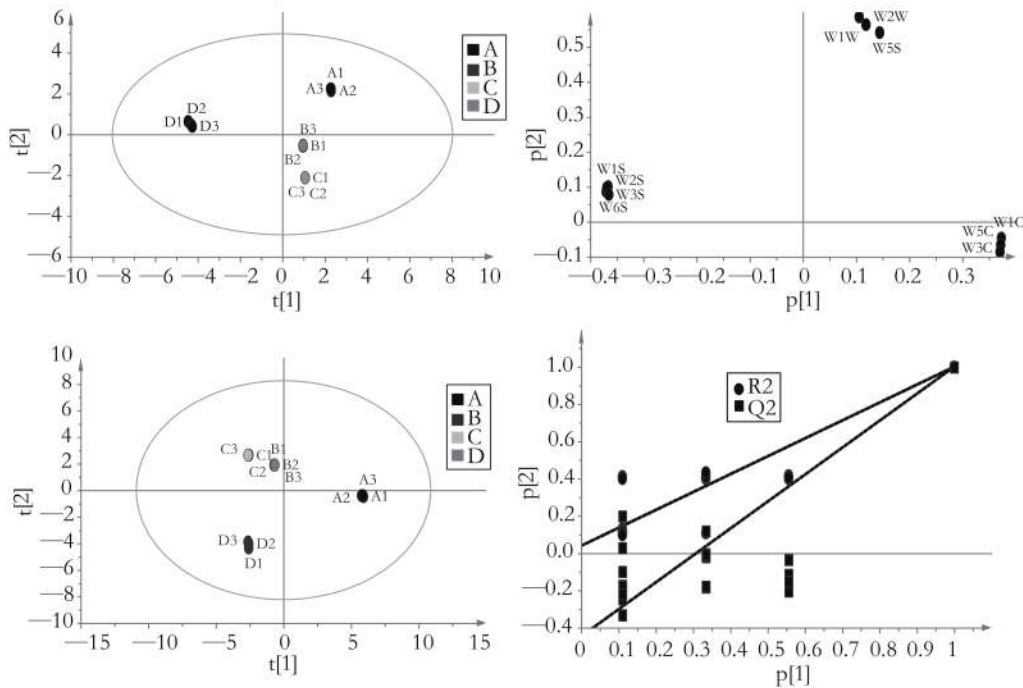 6
4
2
0
—2
—4
—6
t[2]
—10 —8 —6 —4 —2 0 2 4 6 8 10
t[1]
A1
A3 A2
D2
D1 D3
B3
B1
B2
C1
C3 C2
A
B
C
D
0.5
0.4
0.3
0.2
0.1
0
—0.1
p[2]
—0.4 —0.3 —0.2 —0.1 0 0.1 0.2 0.3
p[1]
W2W
W1W
W5S
W1S
W2S
W3S
W6S
W1C
W5C
W3C
10
8
6
4
2
0
—2
—4
—6
—8
—10
t[2]
—15 —10 —5 0 5 10 15
t[1]
C3 C1 B1
C2 B2
B3
A3
A2 A1
D3 D2
D1
A
B
C
D
1.0
0.8
0.6
0.4
0.2
—0.0
—0.2
—0.4
p[2]
0 0.1 0.2 0.3 0.4 0.5 0.6 0.7 0.8 0.9 1
p[1]
R2
Q2